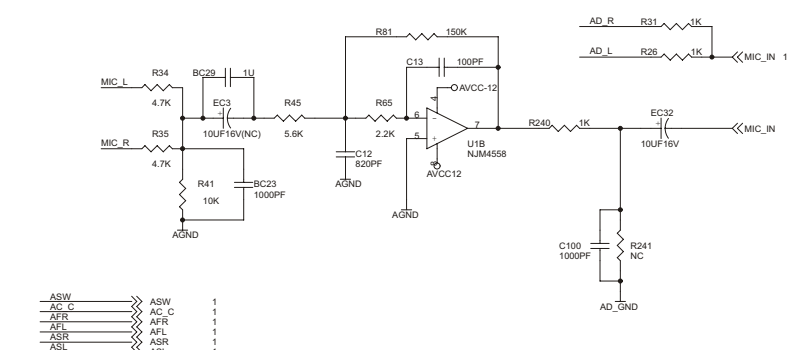 AD_R R31 1K
AD_L R26 1K MIC_IN 1
R81 150K
C13 100PF
AVCC-12
BC29 1U
MIC_L R34 4.7K
EC3 10UF16V(NC)
R45 5.6K
R65 2.2K
4
6
5
7
8
U1B
NJM4558
AVCC12
MIC_R R35 4.7K
C12
820PF
AGND
R41
10K
BC23
1000PF
AGND
AGND
R240 1K
EC32
10UF16V
MIC_IN
C100
1000PF
R241
NC
AD_GND
ASW ASW 1
AC_C AC_C 1
AFR AFR 1
AFL AFL 1
ASR ASR 1
ASL